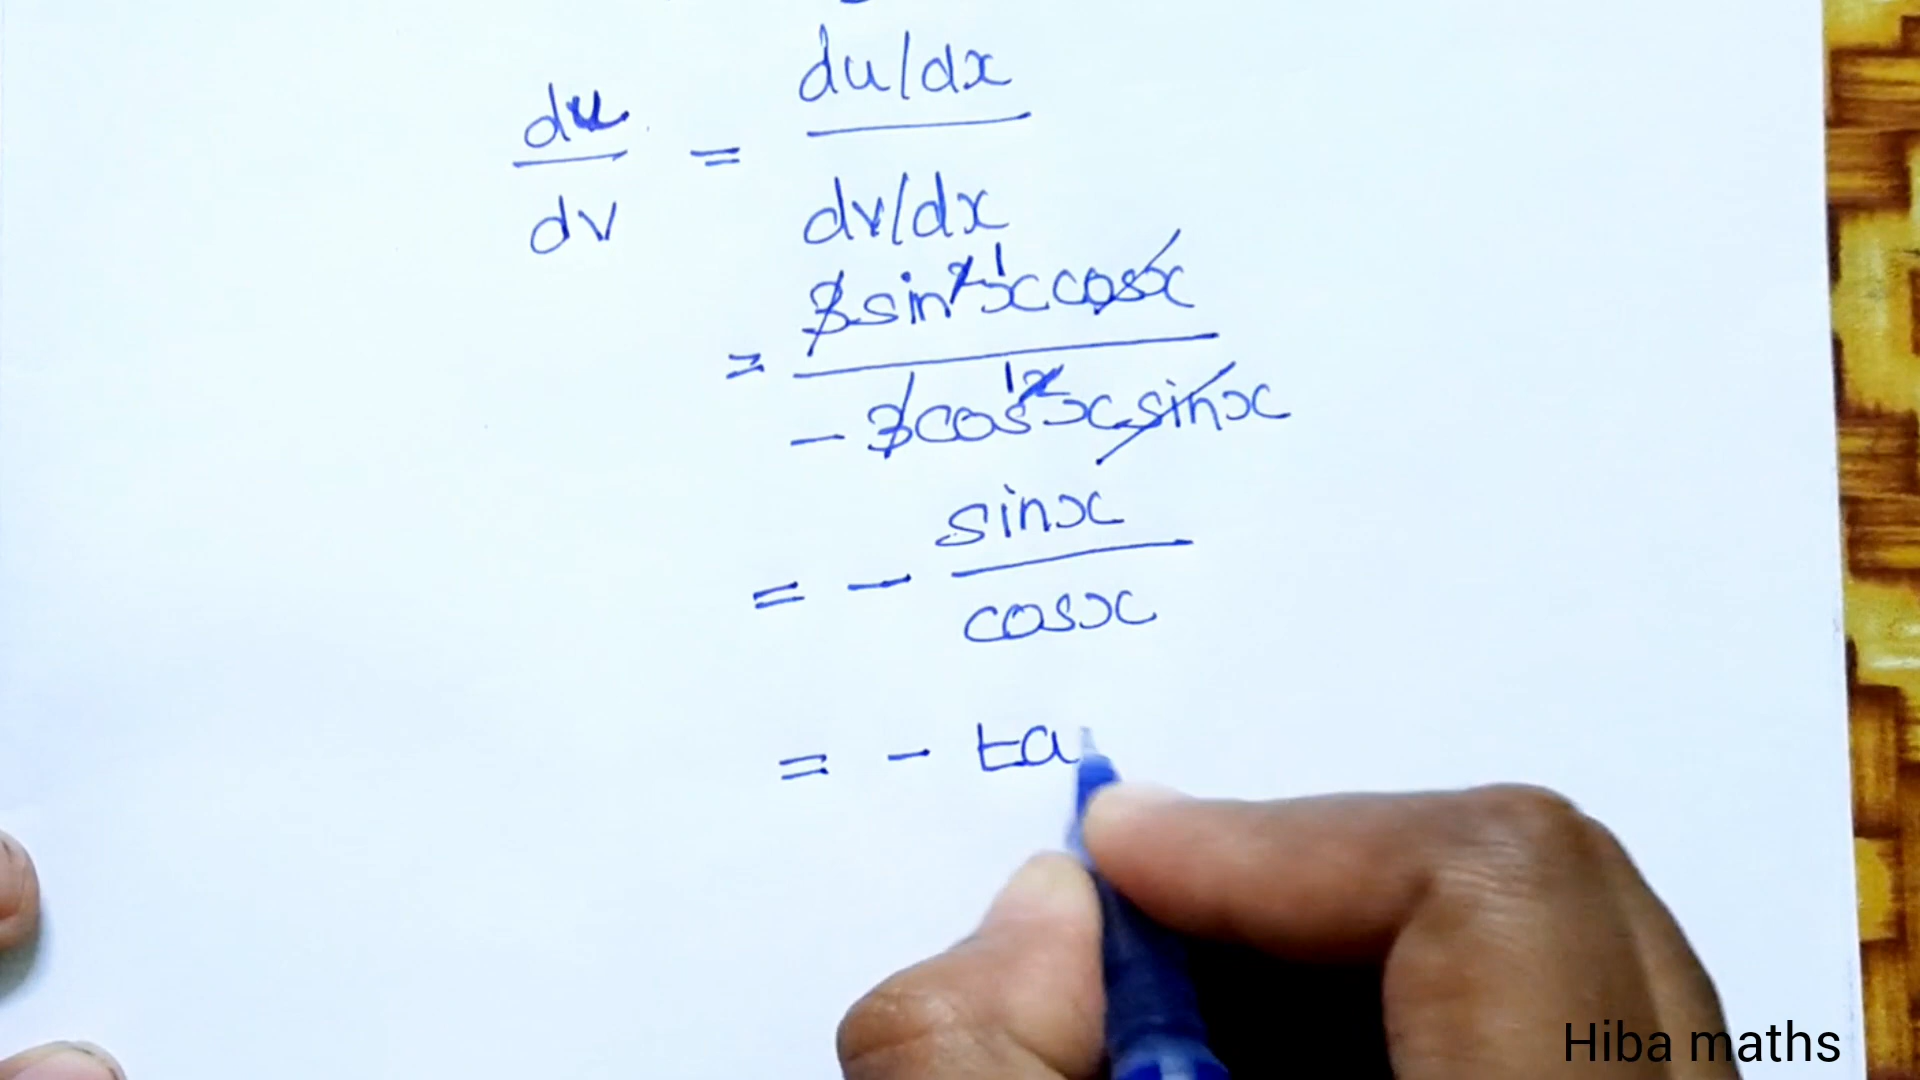 du/dv = du/dx / dv/dx
= 3sin²x cosx / -3cos²x sinx
= - sinx / cosx
= - ta
Hiba maths